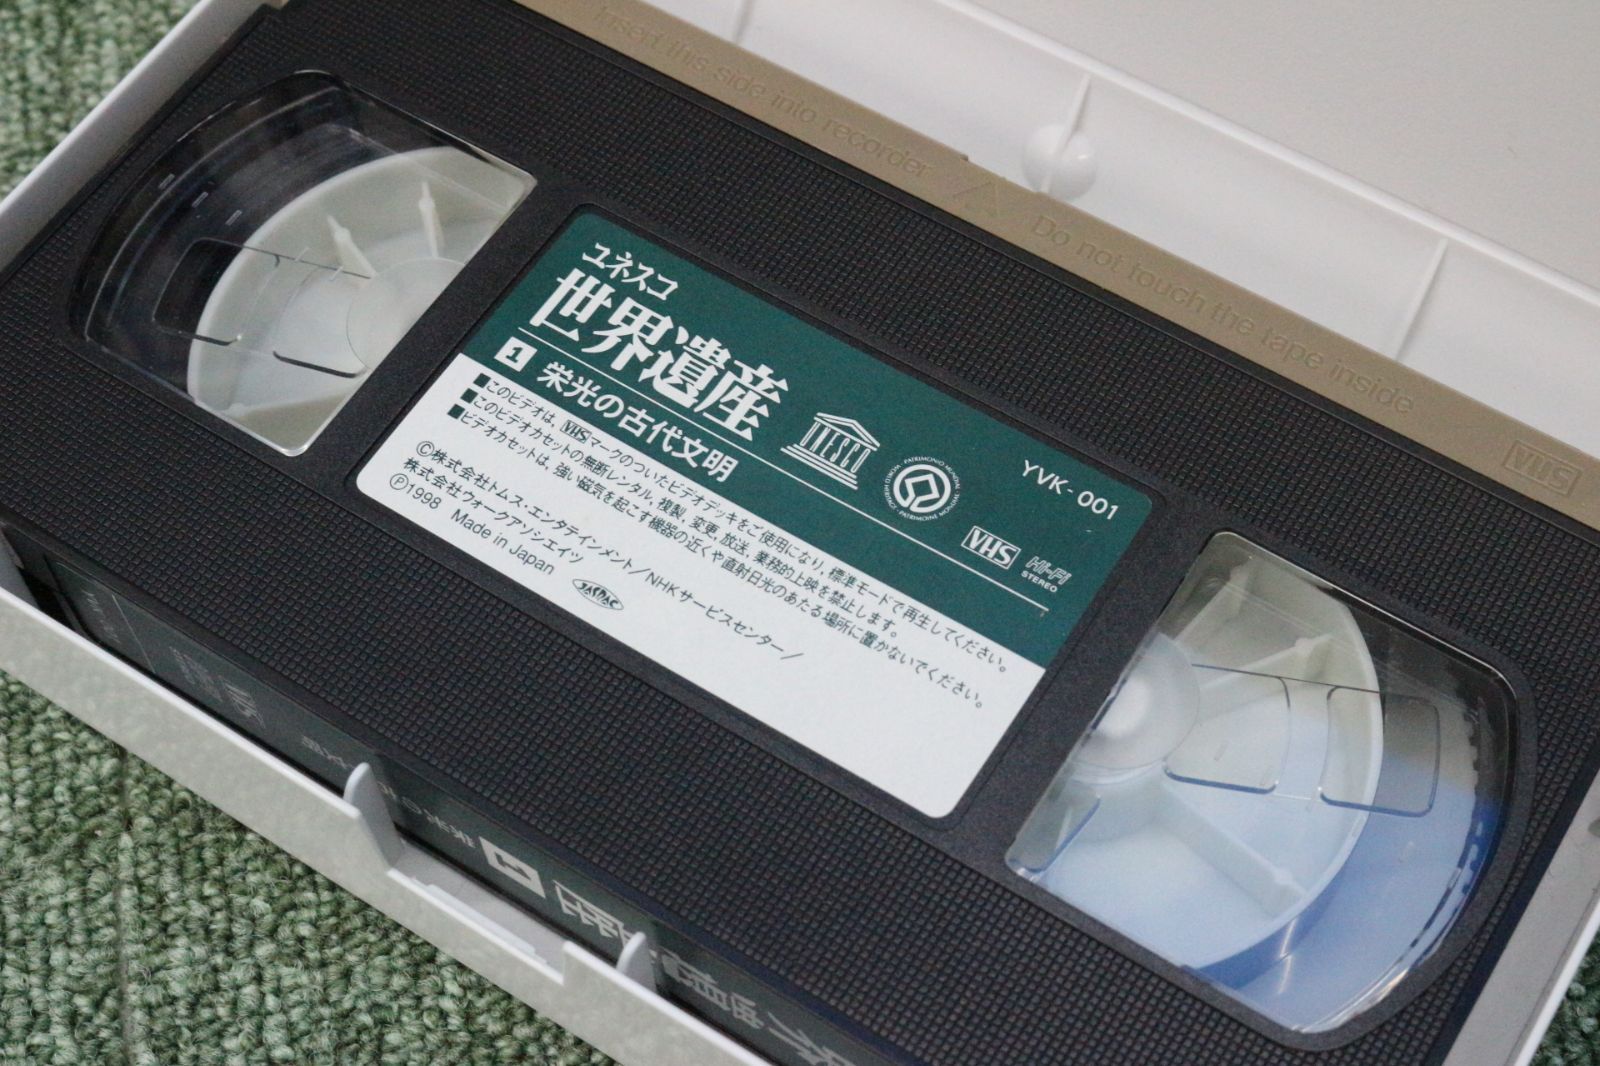 Insert this side into recorder
Do not touch the tape inside
VHS
ユネスコ
世界遺産
1 栄光の古代文明
UNESCO
WORLD HERITAGE · PATRIMONIO MUNDIAL · PATRIMOINE MONDIAL
YVK-001
VHS Hi-Fi
STEREO
■このビデオは、VHSマークのついたビデオデッキをご使用になり、標準モードで再生してください。
■このビデオカセットの無断レンタル、複製、変更、放送、業務的上映を禁止します。
■ビデオカセットは、強い磁気を起こす機器の近くや直射日光のあたる場所に置かないでください。
©株式会社トムス・エンタテインメント/NHKサービスセンター/
株式会社ウォークアソシエイツ
℗1998 Made in Japan
JASRAC